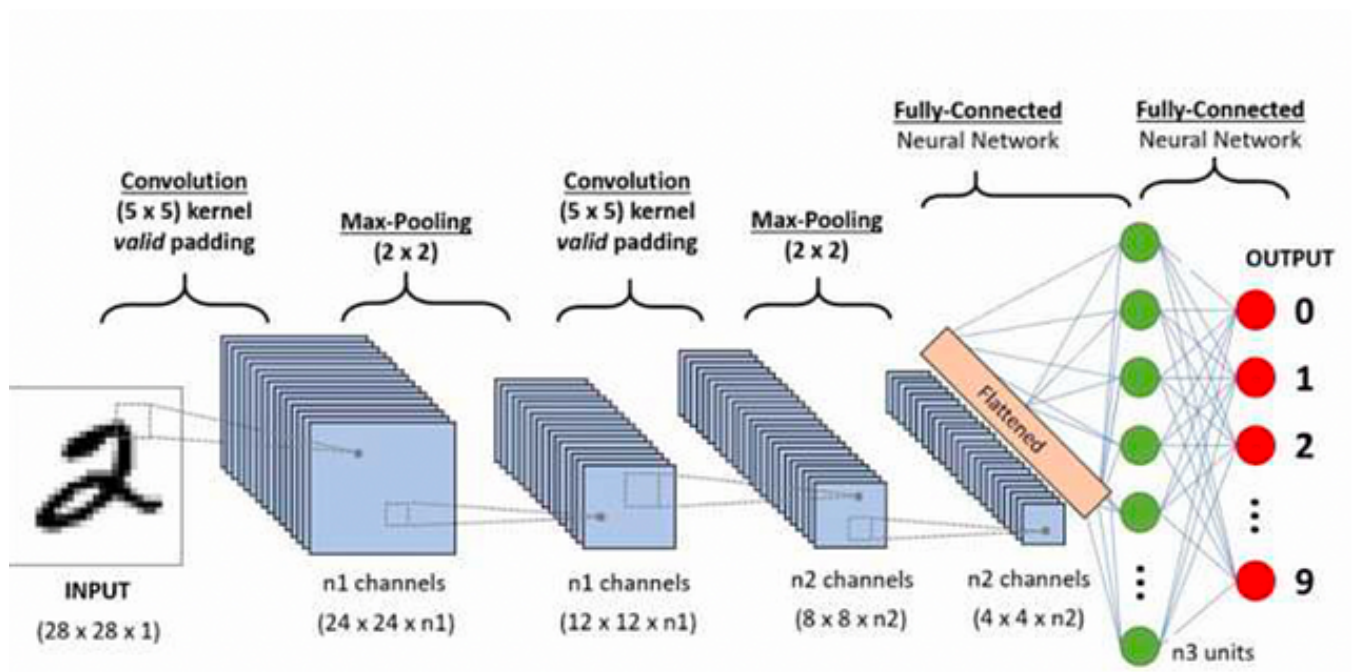 Fully-Connected
Neural Network
Fully-Connected
Neural Network
Convolution
(5 x 5) kernel
valid padding
Max-Pooling
(2 x 2)
Convolution
(5 x 5) kernel
valid padding
Max-Pooling
(2 x 2)
OUTPUT
0
1
2
9
Flattened
INPUT
(28 x 28 x 1)
n1 channels
(24 x 24 x n1)
n1 channels
(12 x 12 x n1)
n2 channels
(8 x 8 x n2)
n2 channels
(4 x 4 x n2)
n3 units
2